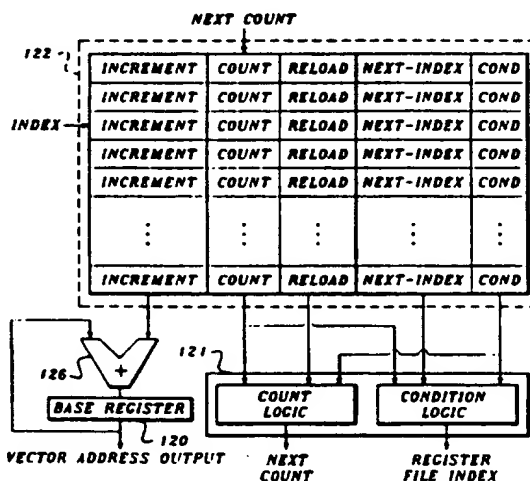 NEXT COUNT
122
INCREMENT COUNT RELOAD NEXT-INDEX COND
INCREMENT COUNT RELOAD NEXT-INDEX COND
INDEX INCREMENT COUNT RELOAD NEXT-INDEX COND
INCREMENT COUNT RELOAD NEXT-INDEX COND
INCREMENT COUNT RELOAD NEXT-INDEX COND
INCREMENT COUNT RELOAD NEXT-INDEX COND
121
126
+
COUNT LOGIC
CONDITION LOGIC
BASE REGISTER
120
VECTOR ADDRESS OUTPUT
NEXT COUNT
REGISTER FILE INDEX